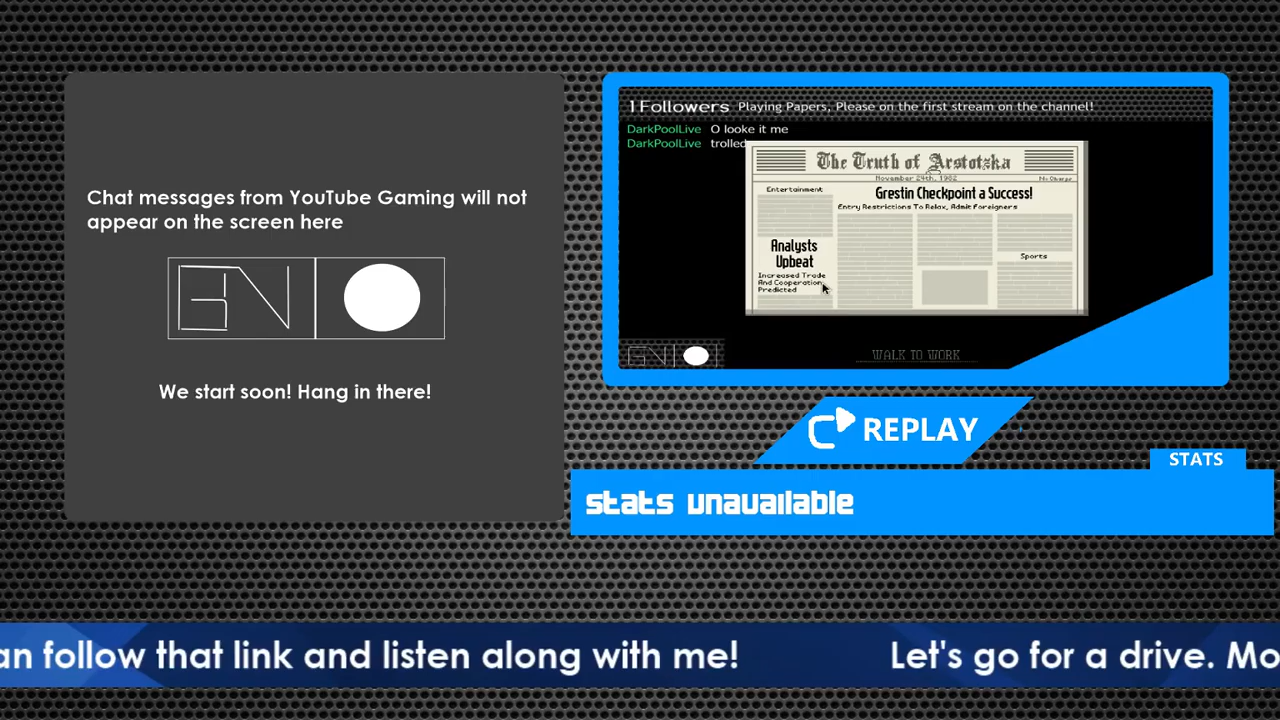 Chat messages from YouTube Gaming will not
appear on the screen here
GN
We start soon! Hang in there!
1Followers Playing Papers, Please on the first stream on the channel!
DarkPoolLive O looke it me
DarkPoolLive trolled
The Truth of Arstotzka
November 24th, 1982
No Charge
Entertainment
Grestin Checkpoint a Success!
Entry Restrictions To Relax, Admit Foreigners
Analysts
Upbeat
Increased Trade
And Cooperation
Predicted
Sports
GN
WALK TO WORK
REPLAY
STATS
stats unavailable
an follow that link and listen along with me!
Let's go for a drive. Mo